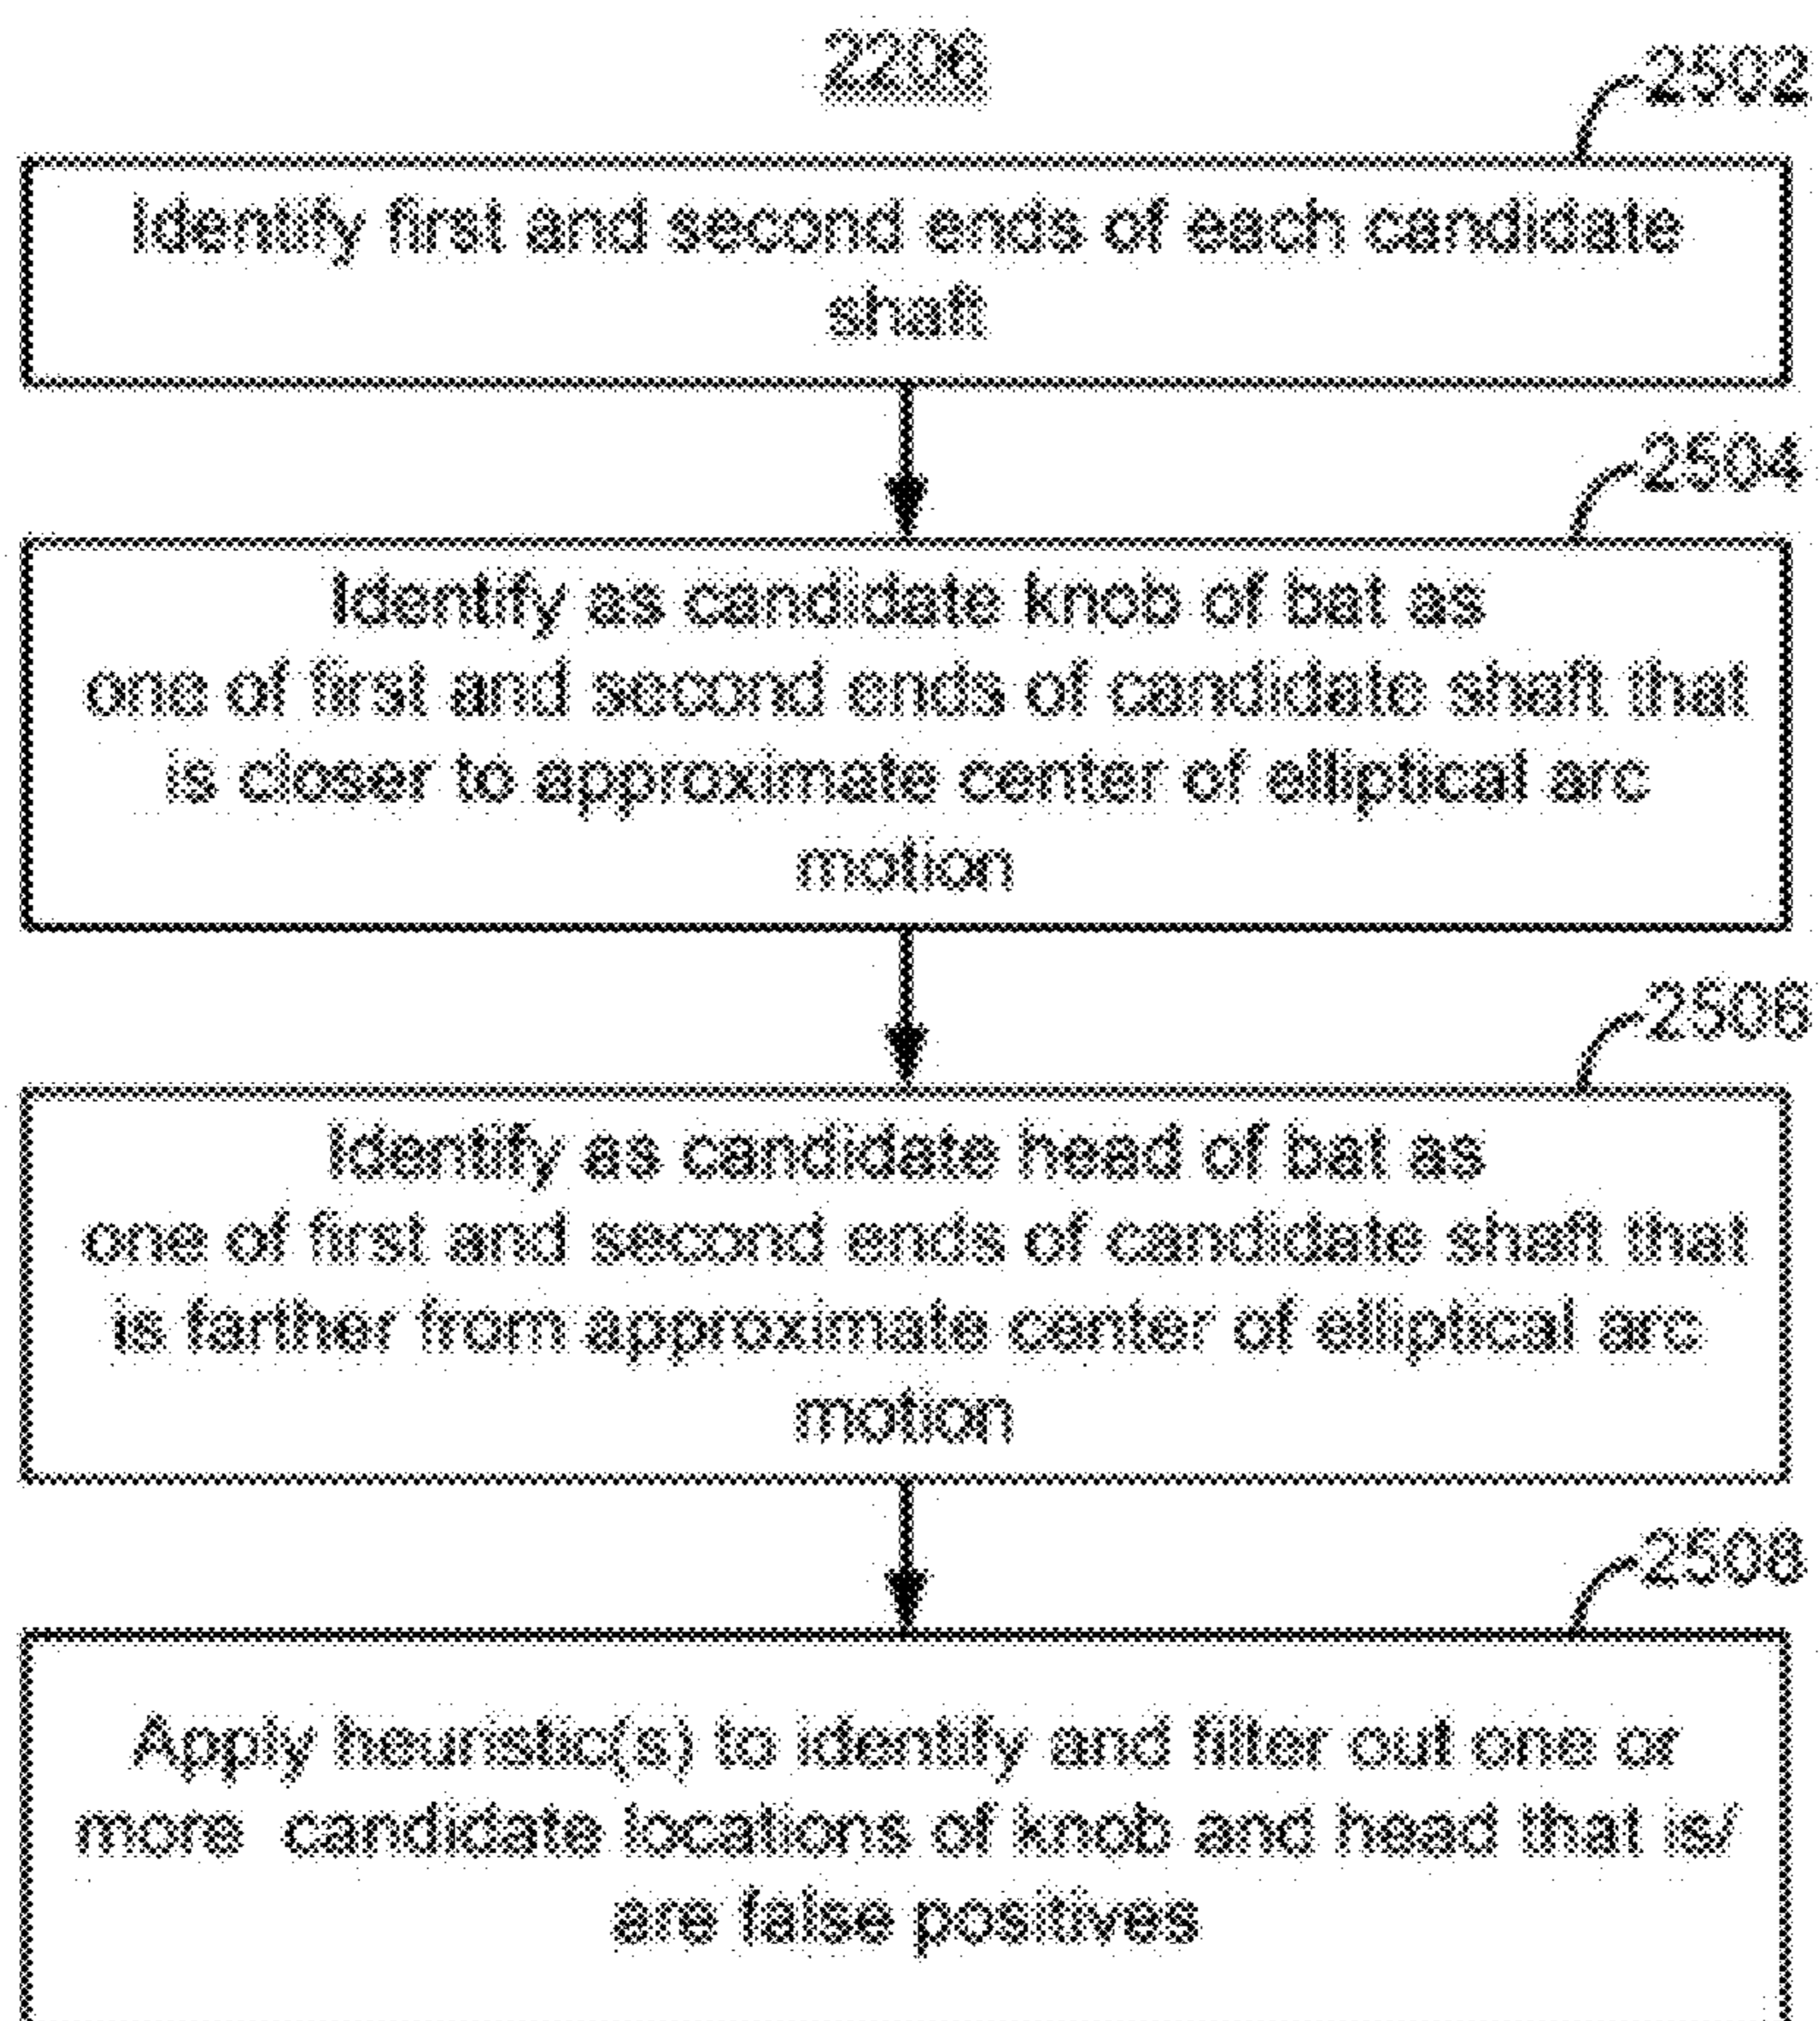 2206
2502
Identify first and second ends of each candidate
shaft
2504
Identify as candidate knob of bat as
one of first and second ends of candidate shaft that
is closer to approximate center of elliptical arc
motion
2506
Identify as candidate head of bat as
one of first and second ends of candidate shaft that
is farther from approximate center of elliptical arc
motion
2508
Apply heuristic(s) to identify and filter out one or
more candidate locations of knob and head that is/
are false positives